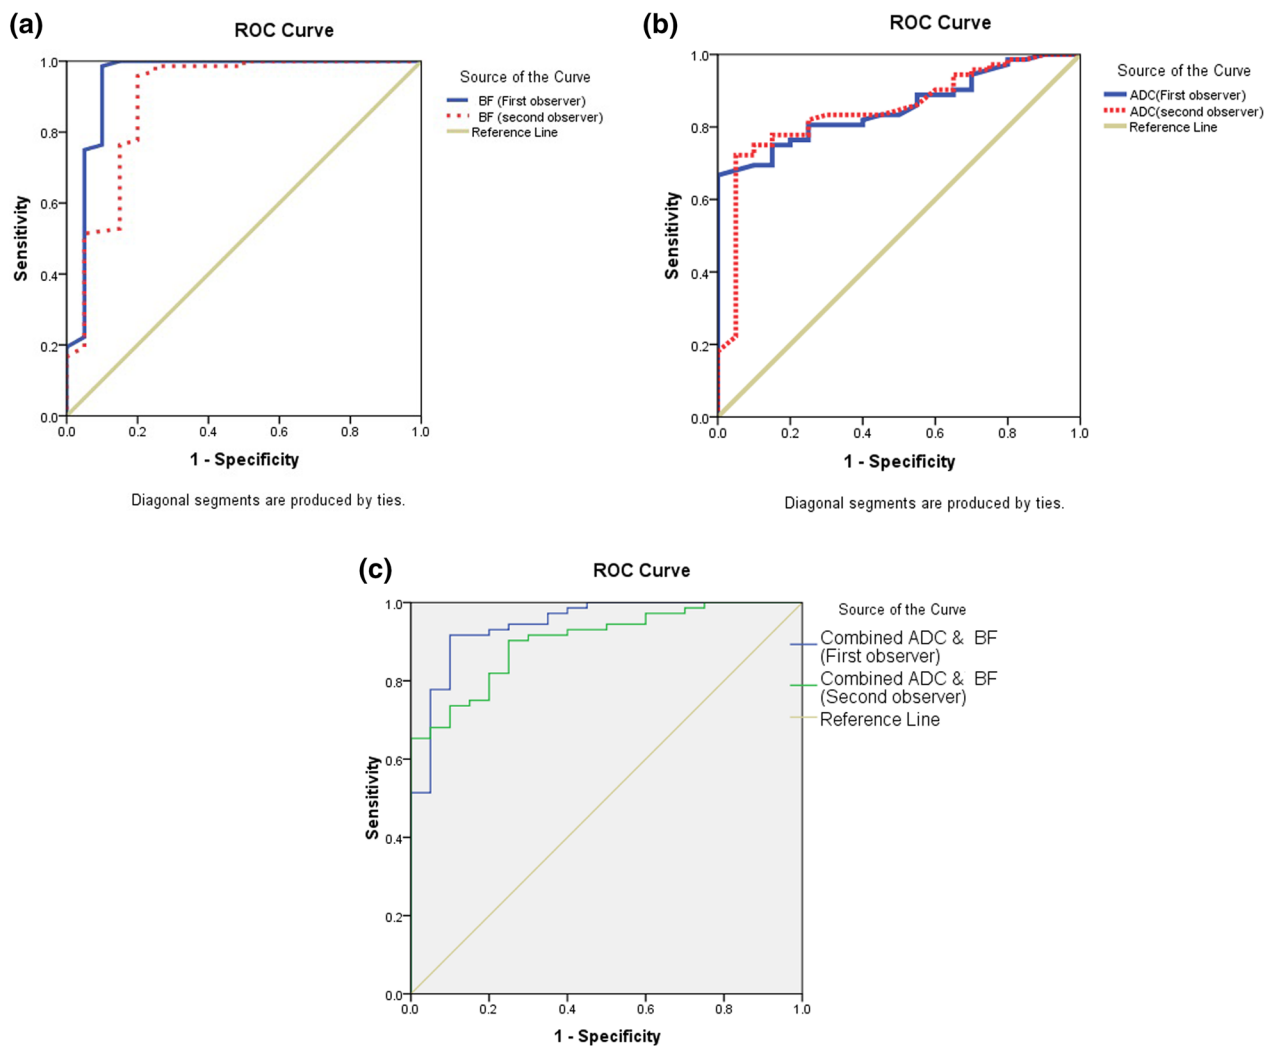 (a)
ROC Curve
1.0
0.8
0.6
0.4
0.2
0.0
0.0 0.2 0.4 0.6 0.8 1.0
Sensitivity
1 - Specificity
Source of the Curve
BF (First observer)
BF (second observer)
Reference Line
Diagonal segments are produced by ties.
(b)
ROC Curve
1.0
0.8
0.6
0.4
0.2
0.0
0.0 0.2 0.4 0.6 0.8 1.0
Sensitivity
1 - Specificity
Source of the Curve
ADC(First observer)
ADC(second observer)
Reference Line
Diagonal segments are produced by ties.
(c)
ROC Curve
1.0
0.8
0.6
0.4
0.2
0.0
0.0 0.2 0.4 0.6 0.8 1.0
Sensitivity
1 - Specificity
Source of the Curve
Combined ADC & BF
(First observer)
Combined ADC & BF
(Second observer)
Reference Line